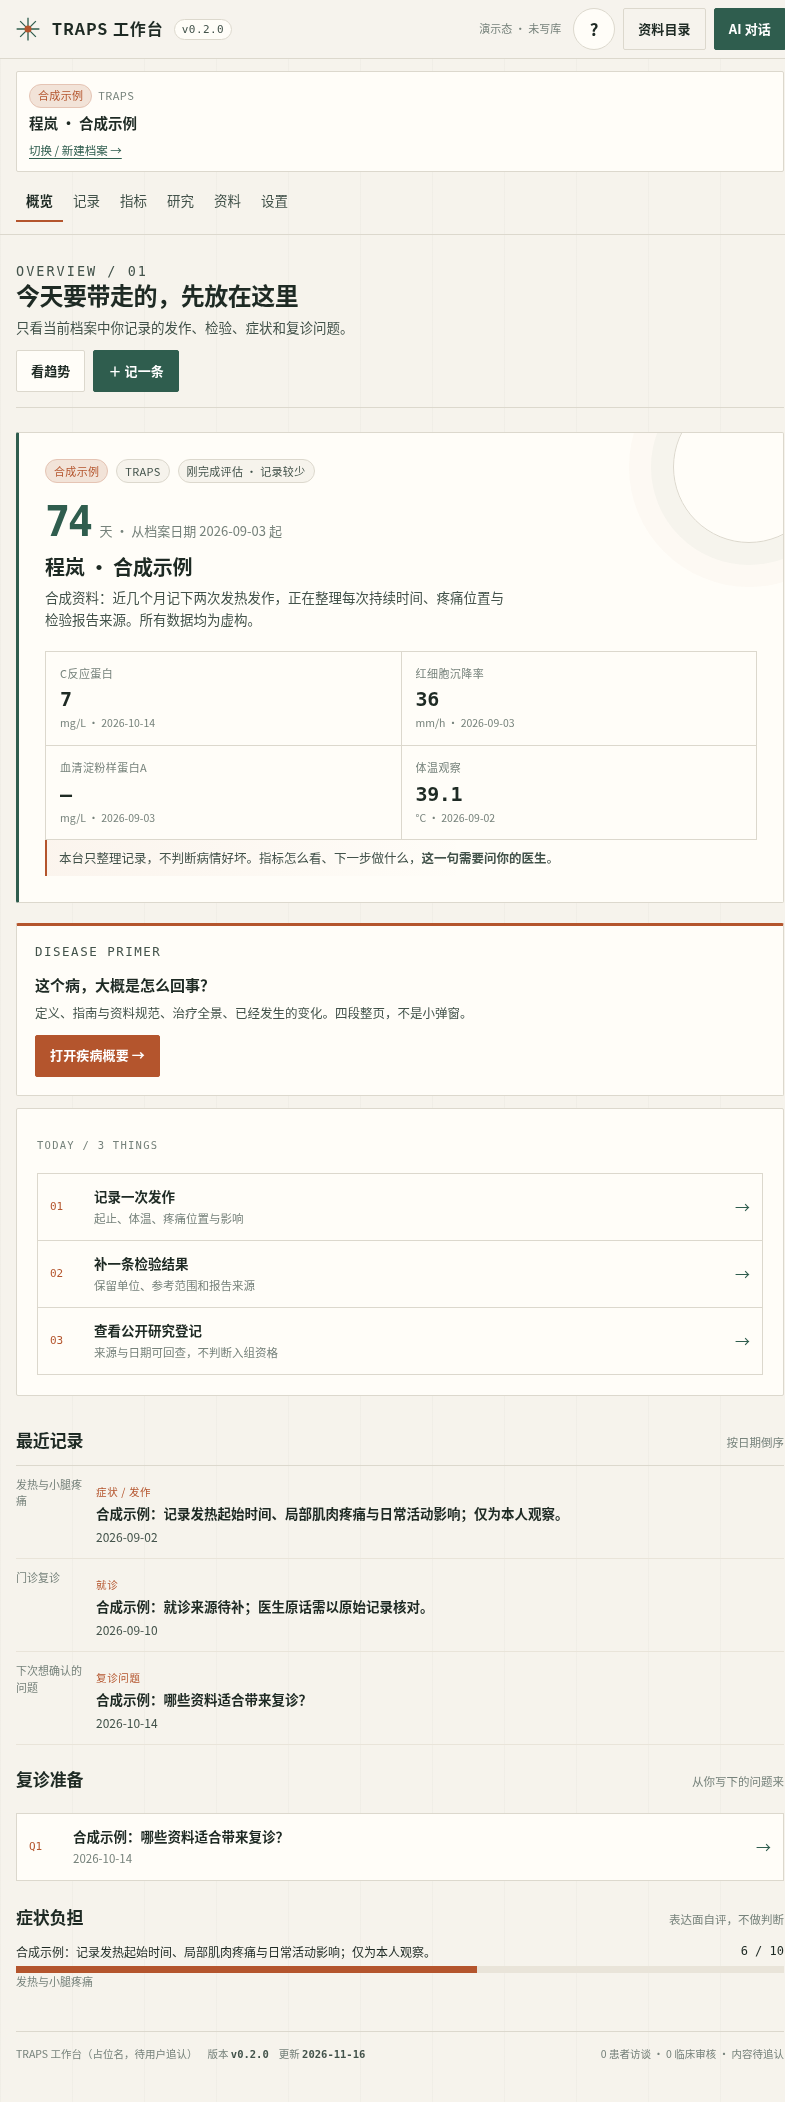 TRAPS 工作台 v0.2.0 演示态 · 未写库 ? 资料目录 AI 对话
合成示例 TRAPS
程岚 · 合成示例
切换 / 新建档案 →
概览 记录 指标 研究 资料 设置
OVERVIEW / 01
今天要带走的，先放在这里
只看当前档案中你记录的发作、检验、症状和复诊问题。
看趋势 ＋ 记一条
合成示例 TRAPS 刚完成评估 · 记录较少
74 天 · 从档案日期 2026-09-03 起
程岚 · 合成示例
合成资料：近几个月记下两次发热发作，正在整理每次持续时间、疼痛位置与
检验报告来源。所有数据均为虚构。
C反应蛋白
7
mg/L · 2026-10-14
红细胞沉降率
36
mm/h · 2026-09-03
血清淀粉样蛋白A
—
mg/L · 2026-09-03
体温观察
39.1
°C · 2026-09-02
本台只整理记录，不判断病情好坏。指标怎么看、下一步做什么，这一句需要问你的医生。
DISEASE PRIMER
这个病，大概是怎么回事？
定义、指南与资料规范、治疗全景、已经发生的变化。四段整页，不是小弹窗。
打开疾病概要 →
TODAY / 3 THINGS
01 记录一次发作 →
起止、体温、疼痛位置与影响
02 补一条检验结果 →
保留单位、参考范围和报告来源
03 查看公开研究登记 →
来源与日期可回查，不判断入组资格
最近记录 按日期倒序
发热与小腿疼
痛
症状 / 发作
合成示例：记录发热起始时间、局部肌肉疼痛与日常活动影响；仅为本人观察。
2026-09-02
门诊复诊
就诊
合成示例：就诊来源待补；医生原话需以原始记录核对。
2026-09-10
下次想确认的
问题
复诊问题
合成示例：哪些资料适合带来复诊？
2026-10-14
复诊准备 从你写下的问题来
Q1 合成示例：哪些资料适合带来复诊？ →
2026-10-14
症状负担 表达面自评，不做判断
合成示例：记录发热起始时间、局部肌肉疼痛与日常活动影响；仅为本人观察。 6 / 10
发热与小腿疼痛
TRAPS 工作台（占位名，待用户追认） 版本 v0.2.0 更新 2026-11-16 0 患者访谈 · 0 临床审核 · 内容待追认